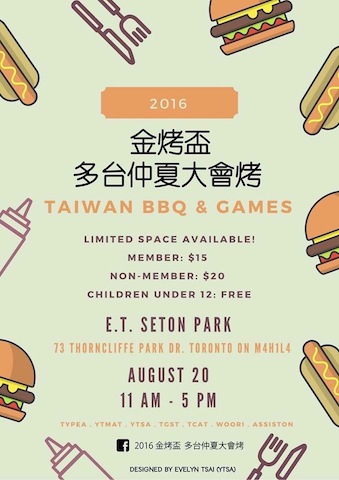 2016
金烤盃
多台仲夏大會烤
TAIWAN BBQ & GAMES
LIMITED SPACE AVAILABLE!
MEMBER: $15
NON-MEMBER: $20
CHILDREN UNDER 12: FREE
E.T. SETON PARK
73 THORNCLIFFE PARK DR. TORONTO ON M4H1L4
AUGUST 20
11 AM - 5 PM
TYPEA . YTMAT . YTSA . TGST . TCAT . WOORI . ASSISTON
2016 金烤盃 多台仲夏大會烤
DESIGNED BY EVELYN TSAI (YTSA)